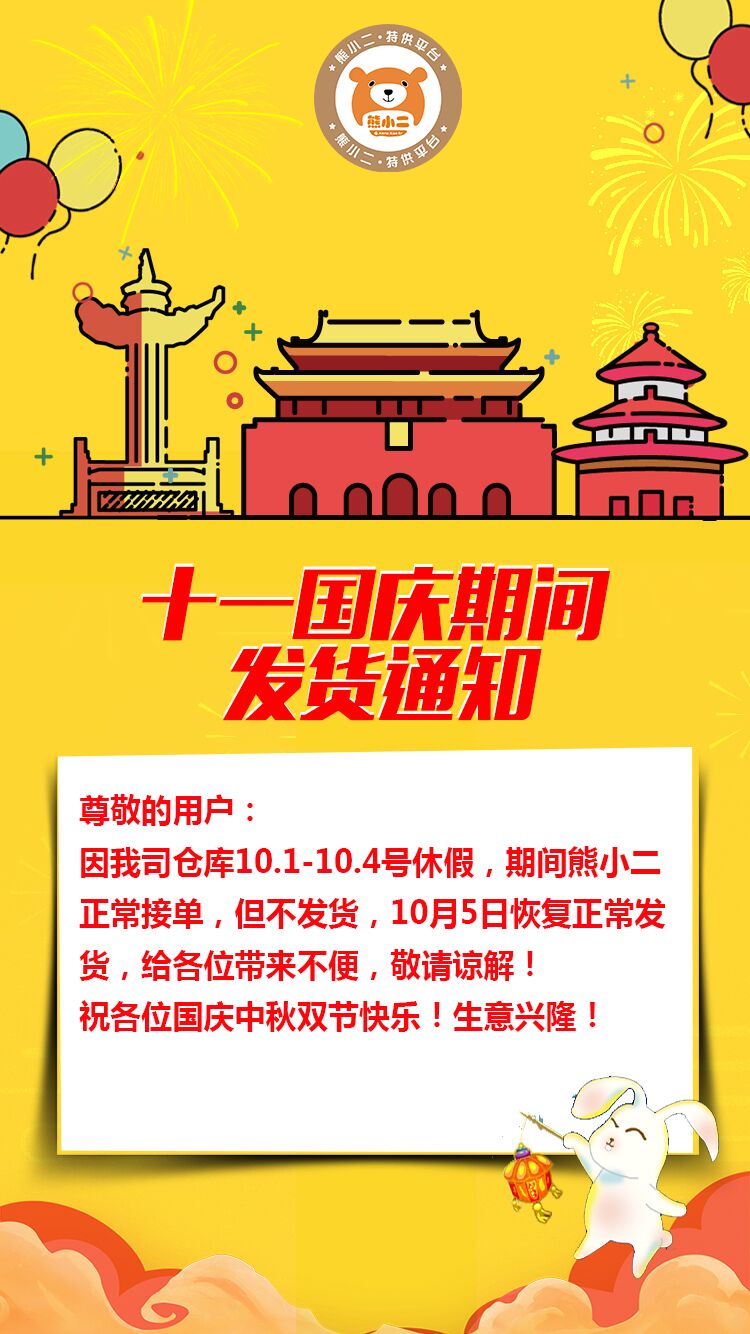 熊小二·特供平台
熊小二
熊小二·特供平台
十一国庆期间
发货通知
尊敬的用户：
因我司仓库10.1-10.4号休假，期间熊小二
正常接单，但不发货，10月5日恢复正常发
货，给各位带来不便，敬请谅解！
祝各位国庆中秋双节快乐！生意兴隆！